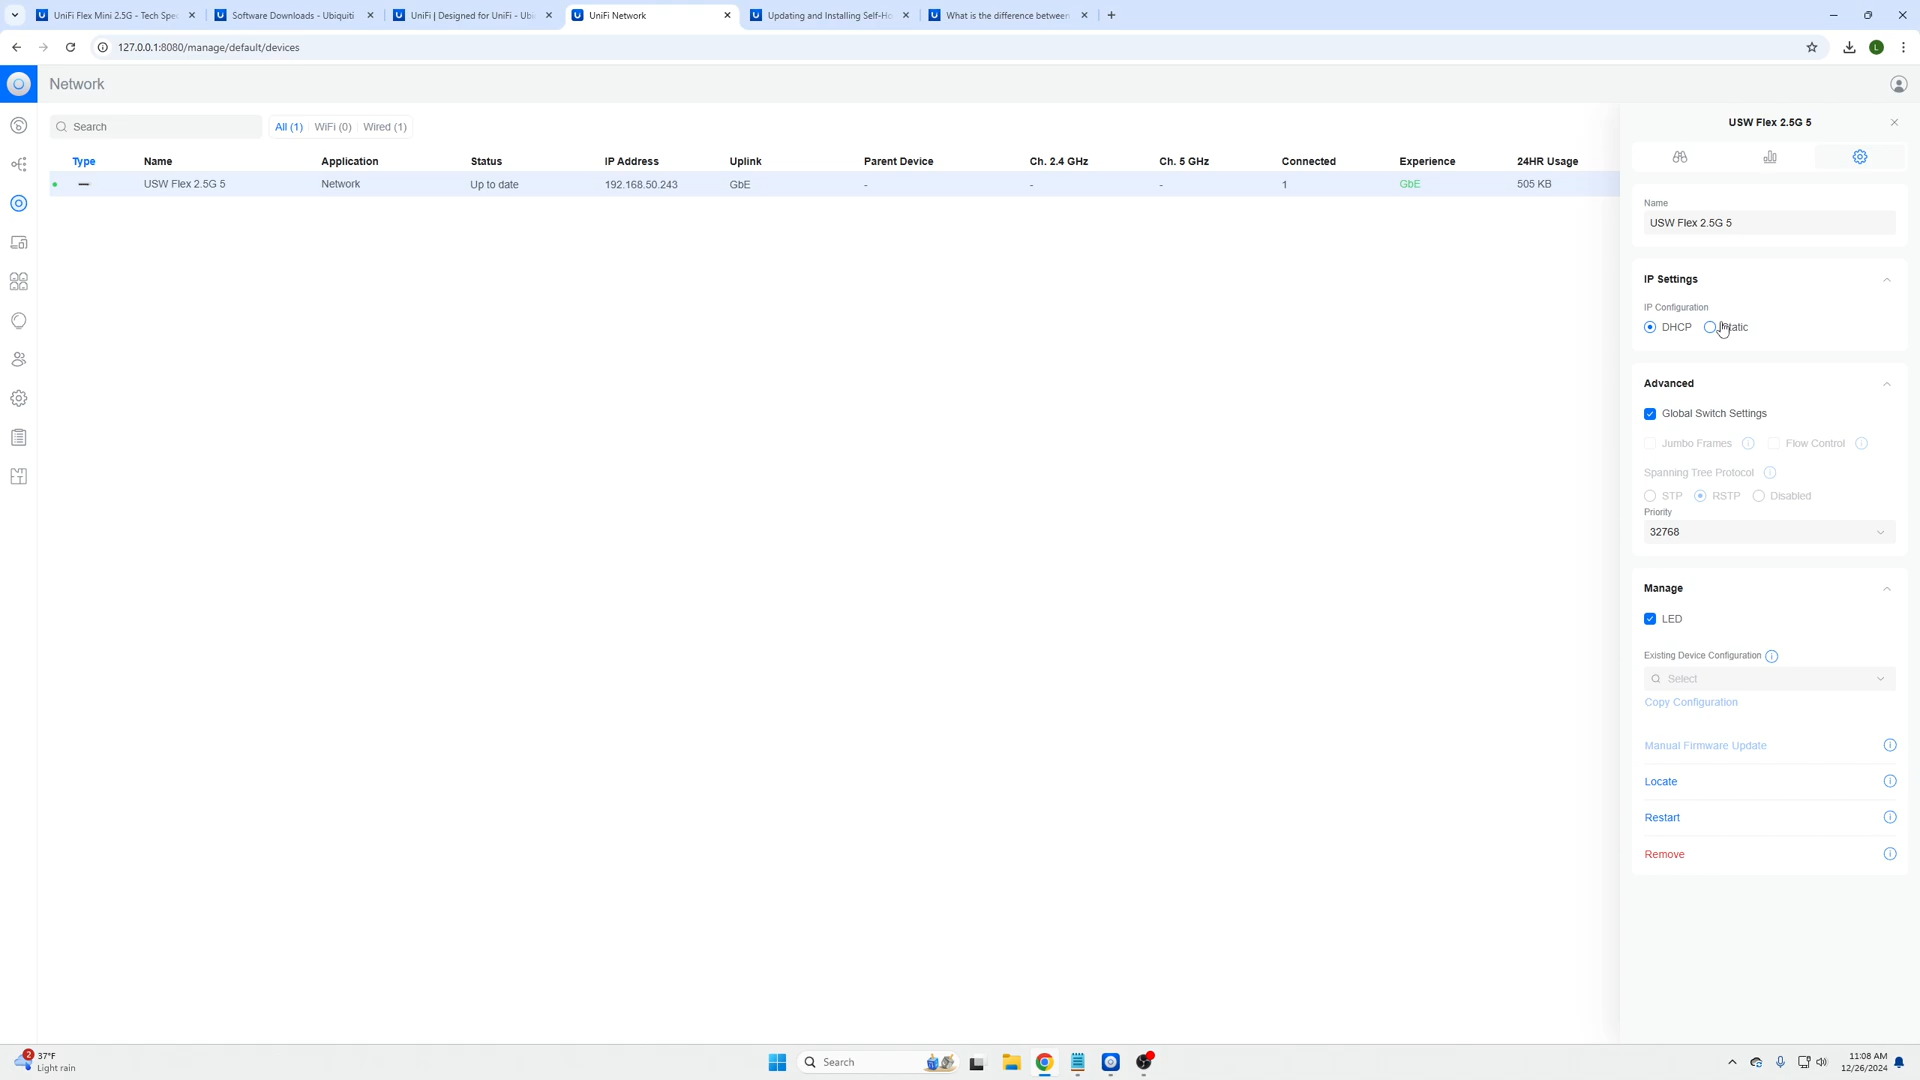 UniFi Flex Mini 2.5G - Tech Spec
Software Downloads - Ubiquiti
UniFi | Designed for UniFi - Ubi
UniFi Network
Updating and Installing Self-Ho
What is the difference between
127.0.0.1:8080/manage/default/devices
L
Network
Search
All (1) WiFi (0) Wired (1)
Type Name Application Status IP Address Uplink Parent Device Ch. 2.4 GHz Ch. 5 GHz Connected Experience 24HR Usage
USW Flex 2.5G 5 Network Up to date 192.168.50.243 GbE - - - 1 GbE 505 KB
USW Flex 2.5G 5
Name
USW Flex 2.5G 5
IP Settings
IP Configuration
DHCP Static
Advanced
Global Switch Settings
Jumbo Frames Flow Control
Spanning Tree Protocol
STP RSTP Disabled
Priority
32768
Manage
LED
Existing Device Configuration
Select
Copy Configuration
Manual Firmware Update
Locate
Restart
Remove
2
37°F
Light rain
Search
11:08 AM
12/26/2024